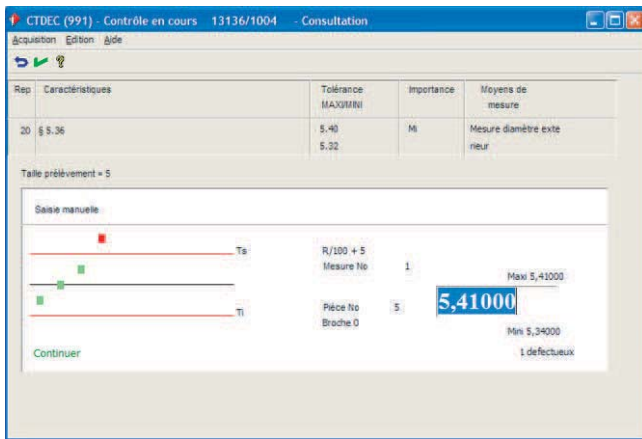 CTDEC (991) - Contrôle en cours 13136/1004 - Consultation
Acquisition Edition Aide
Rep Caractéristiques Tolérance MAXI/MINI Importance Moyens de mesure
20 § 5.36 5.40 Mi Mesure diamètre exte
5.32 rieur
Taille prélèvement = 5
Saisie manuelle
Ts R/100 + 5
Mesure No 1
Maxi 5,41000
Ti Pièce No 5 5,41000
Broche 0
Mini 5,34000
Continuer 1 defectueux